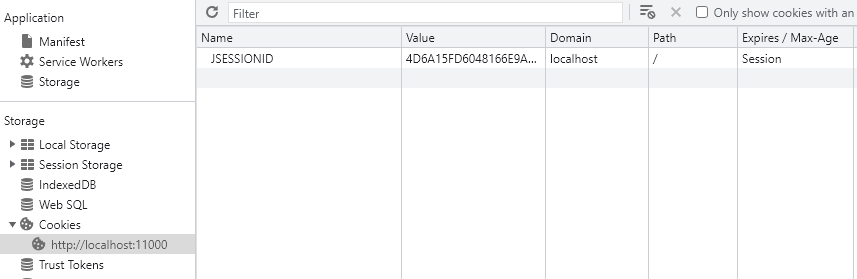 Application
Manifest
Service Workers
Storage
Storage
Local Storage
Session Storage
IndexedDB
Web SQL
Cookies
http://localhost:11000
Trust Tokens
Filter
Only show cookies with an
Name Value Domain Path Expires / Max-Age
JSESSIONID 4D6A15FD6048166E9A... localhost / Session